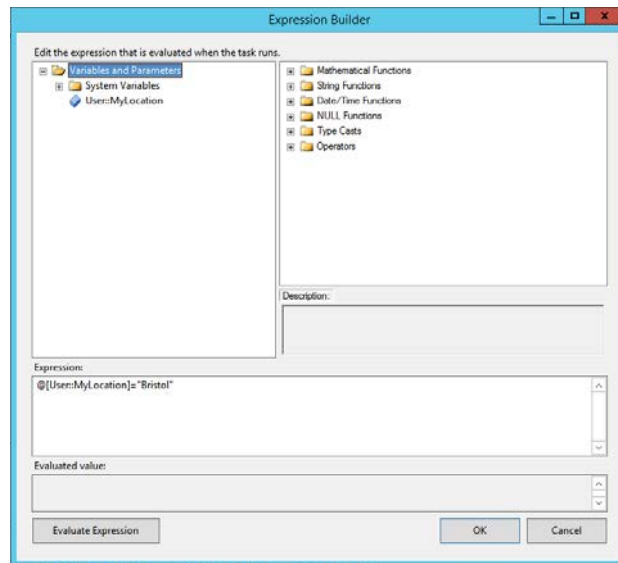 Expression Builder
Edit the expression that is evaluated when the task runs.
Variables and Parameters
System Variables
User::MyLocation
Mathematical Functions
String Functions
Date/Time Functions
NULL Functions
Type Casts
Operators
Description:
Expression:
@[User::MyLocation]="Bristol"
Evaluated value:
Evaluate Expression
OK
Cancel